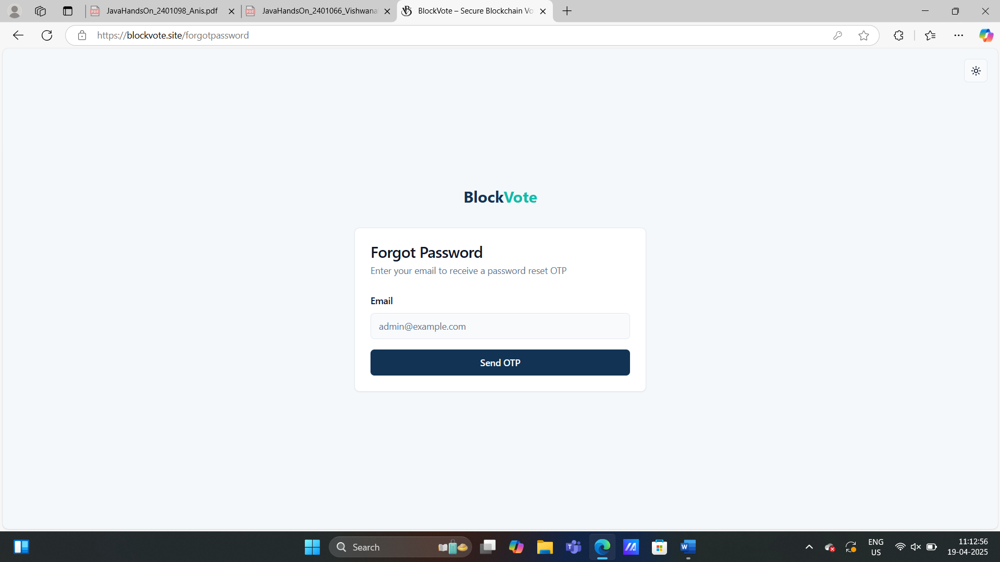 JavaHandsOn_2401098_Anis.pdf
JavaHandsOn_2401066_Vishwana
BlockVote – Secure Blockchain Vo
https://blockvote.site/forgotpassword
BlockVote
Forgot Password
Enter your email to receive a password reset OTP
Email
admin@example.com
Send OTP
Search
ENG
US
11:12:56
19-04-2025